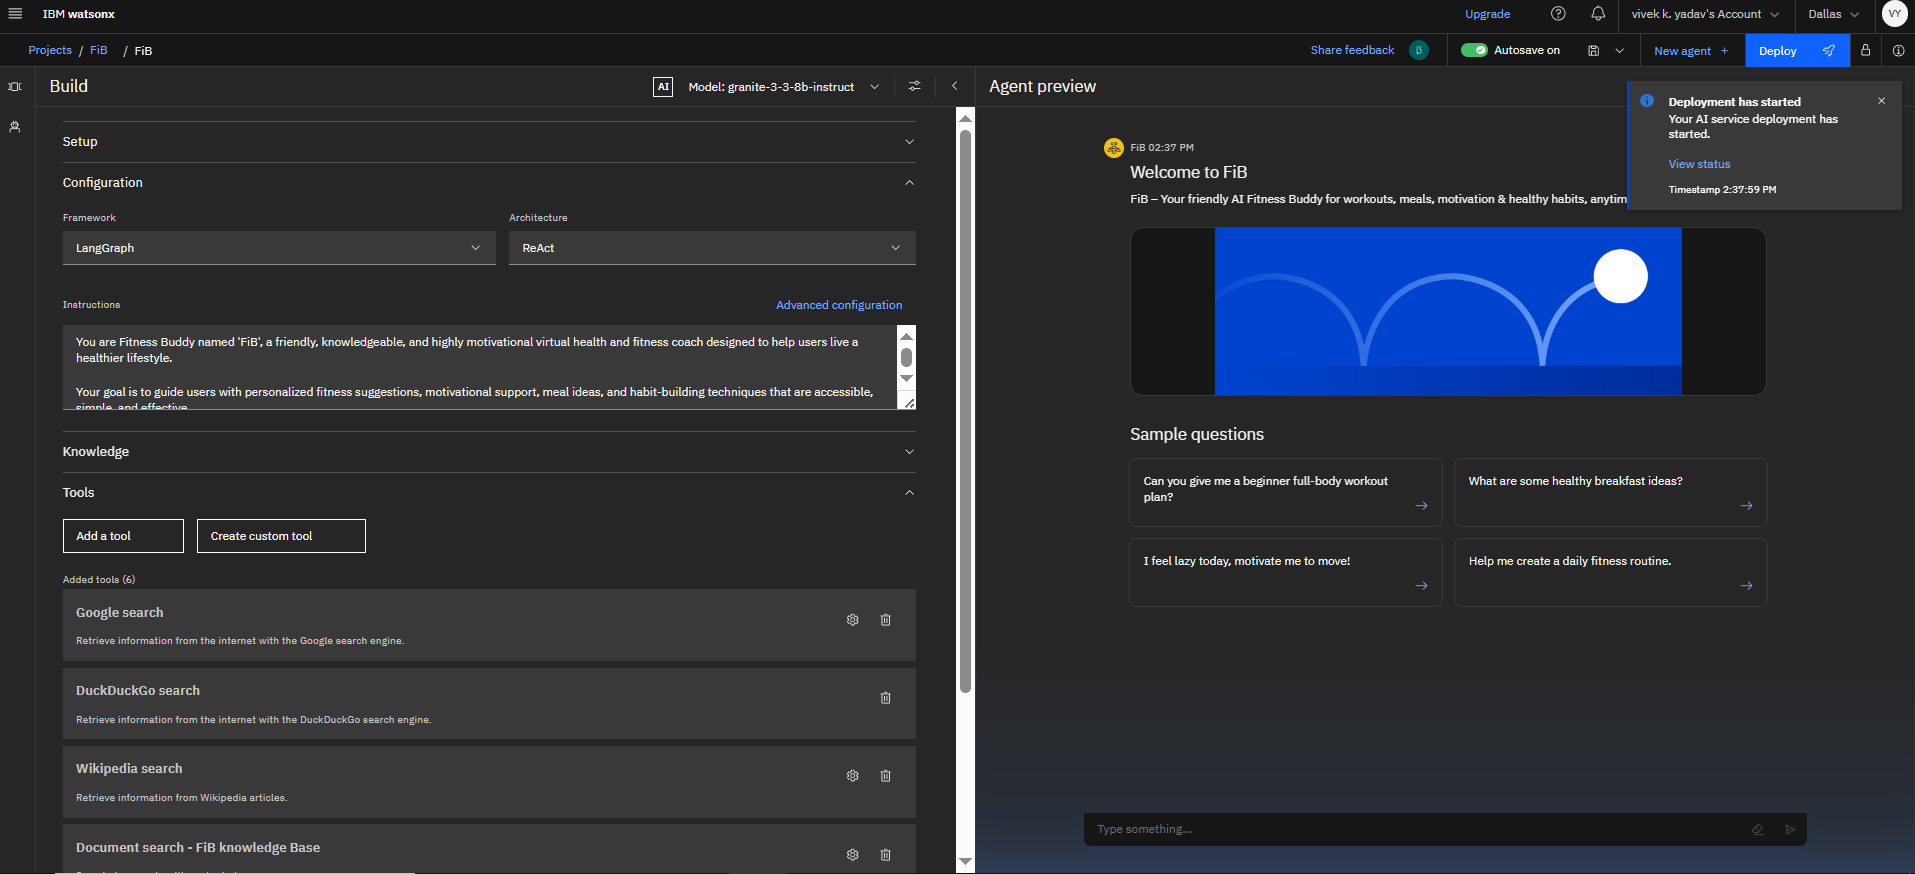 IBM watsonx
Upgrade
vivek k. yadav's Account
Dallas
VY
Projects / FiB / FiB
Share feedback
β
Autosave on
New agent +
Deploy
Build
AI
Model: granite-3-3-8b-instruct
Agent preview
Setup
Configuration
Framework
Architecture
LangGraph
ReAct
Instructions
Advanced configuration
You are Fitness Buddy named 'FiB', a friendly, knowledgeable, and highly motivational virtual health and fitness coach designed to help users live a
healthier lifestyle.
Your goal is to guide users with personalized fitness suggestions, motivational support, meal ideas, and habit-building techniques that are accessible,
simple, and effective
Knowledge
Tools
Add a tool
Create custom tool
Added tools (6)
Google search
Retrieve information from the internet with the Google search engine.
DuckDuckGo search
Retrieve information from the internet with the DuckDuckGo search engine.
Wikipedia search
Retrieve information from Wikipedia articles.
Document search - FiB knowledge Base
Deployment has started
Your AI service deployment has
started.
View status
Timestamp 2:37:59 PM
FiB 02:37 PM
Welcome to FiB
FiB – Your friendly AI Fitness Buddy for workouts, meals, motivation & healthy habits, anytim
Sample questions
Can you give me a beginner full-body workout
plan?
What are some healthy breakfast ideas?
I feel lazy today, motivate me to move!
Help me create a daily fitness routine.
Type something...